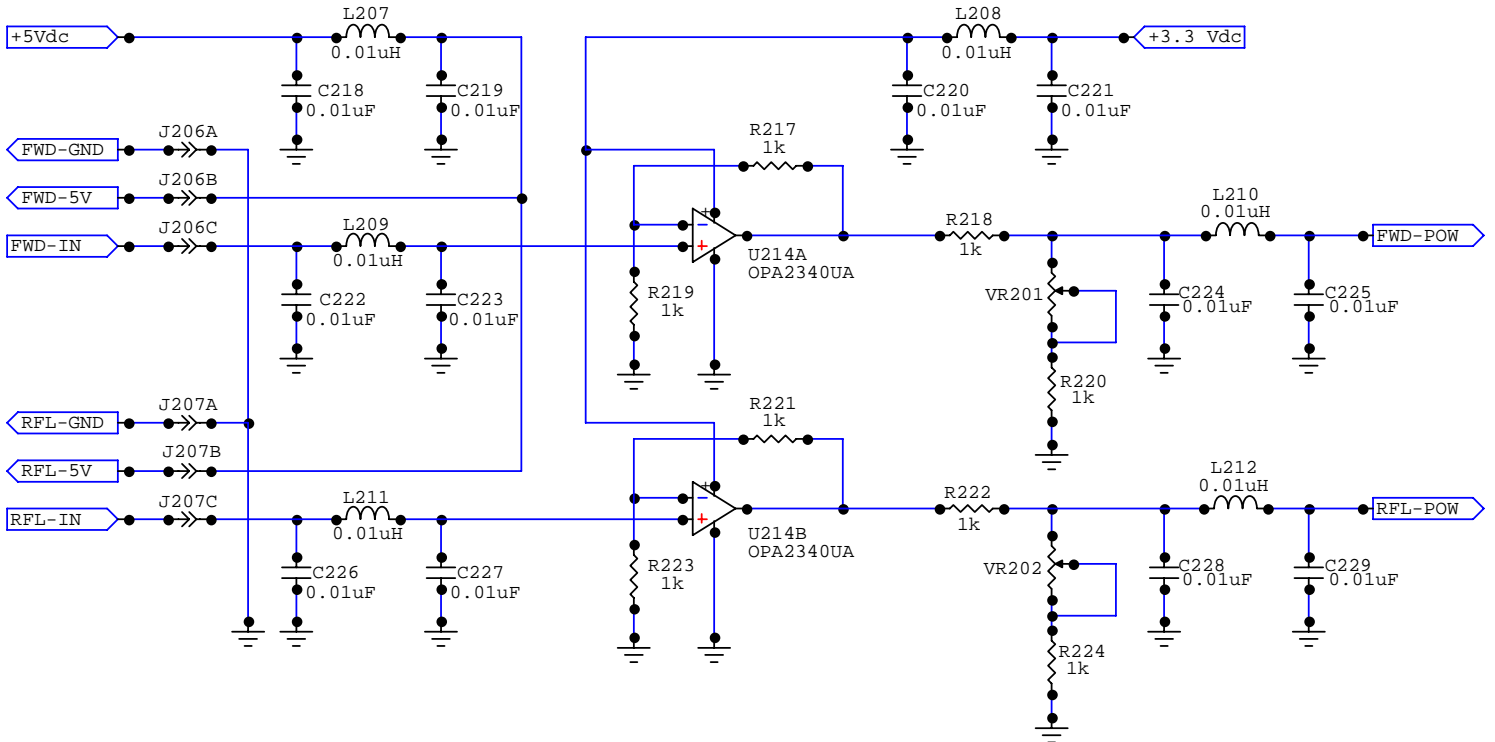 L207
L208
+5Vdc
0.01uH
0.01uH
+3.3 Vdc
C218
0.01uF
C219
0.01uF
C220
0.01uF
C221
0.01uF
J206A
FWD-GND
R217
1k
J206B
FWD-5V
J206C
FWD-IN
L209
0.01uH
L210
0.01uH
R218
1k
FWD-POW
+
−
+
U214A
OPA2340UA
C222
0.01uF
C223
0.01uF
R219
1k
VR201
C224
0.01uF
C225
0.01uF
R220
1k
J207A
RFL-GND
R221
1k
J207B
RFL-5V
J207C
RFL-IN
L211
0.01uH
L212
0.01uH
R222
1k
RFL-POW
+
−
+
U214B
OPA2340UA
C226
0.01uF
C227
0.01uF
R223
1k
VR202
C228
0.01uF
C229
0.01uF
R224
1k